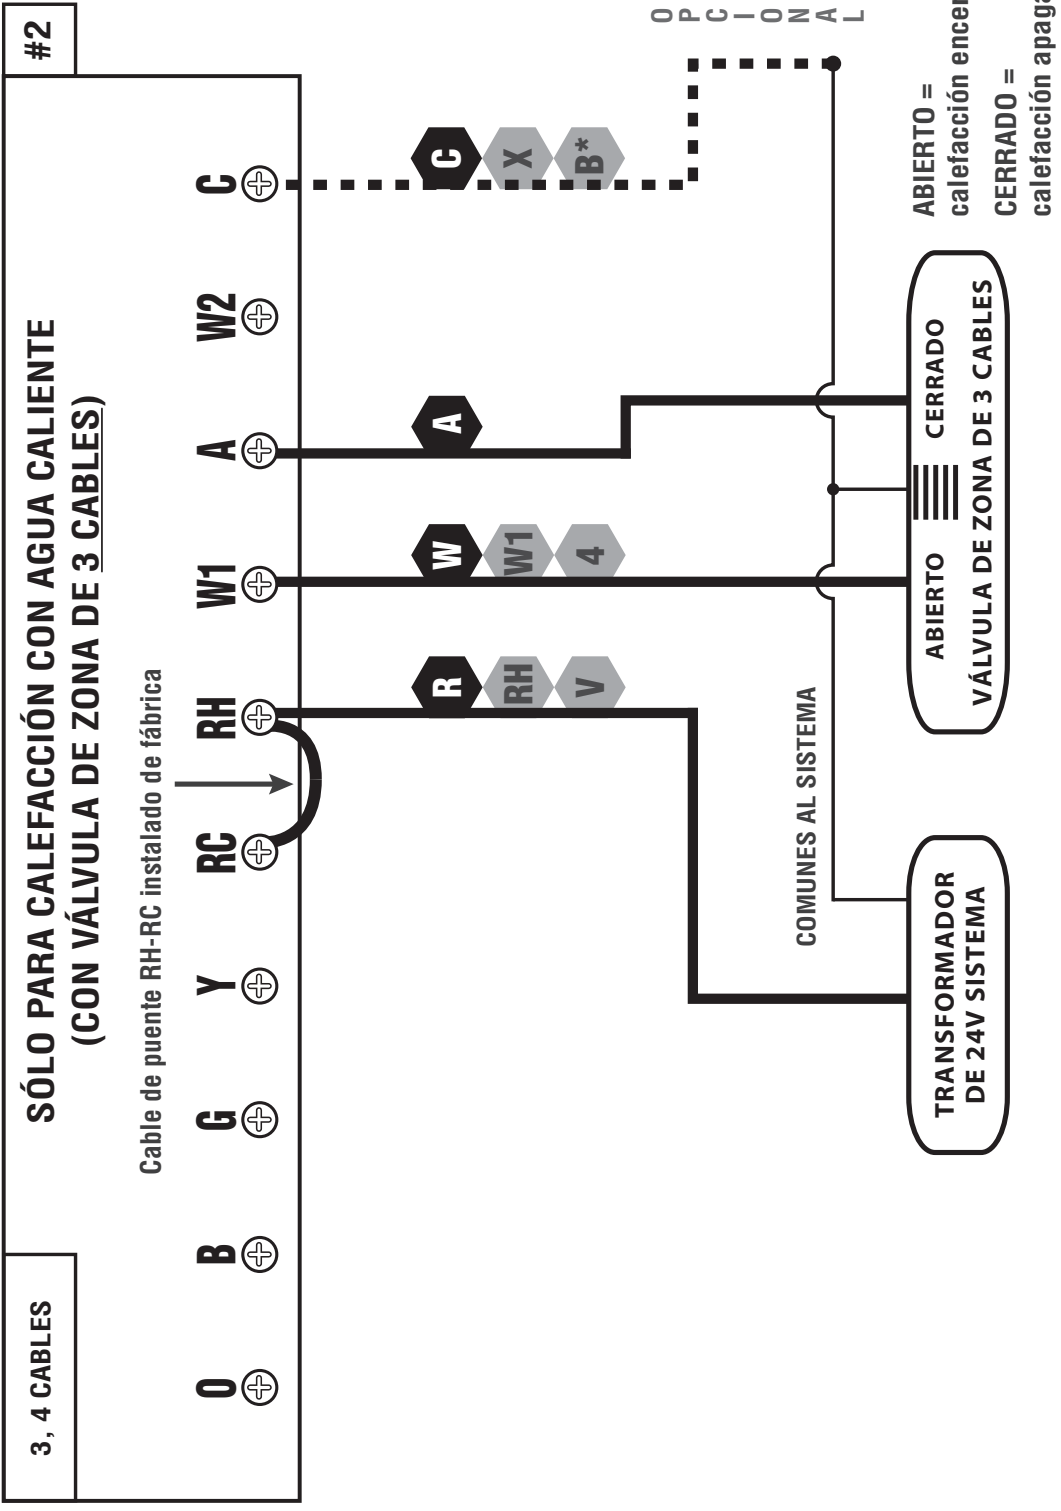 3, 4 CABLES
#2
SÓLO PARA CALEFACCIÓN CON AGUA CALIENTE
(CON VÁLVULA DE ZONA DE 3 CABLES)
Cable de puente RH-RC instalado de fábrica
O B G Y RC RH W1 A W2 C
R W A C
RH W1 X
V 4 B*
OPCIONAL
COMUNES AL SISTEMA
TRANSFORMADOR
DE 24V SISTEMA
ABIERTO CERRADO
VÁLVULA DE ZONA DE 3 CABLES
ABIERTO =
calefacción
CERRADO =
calefacción